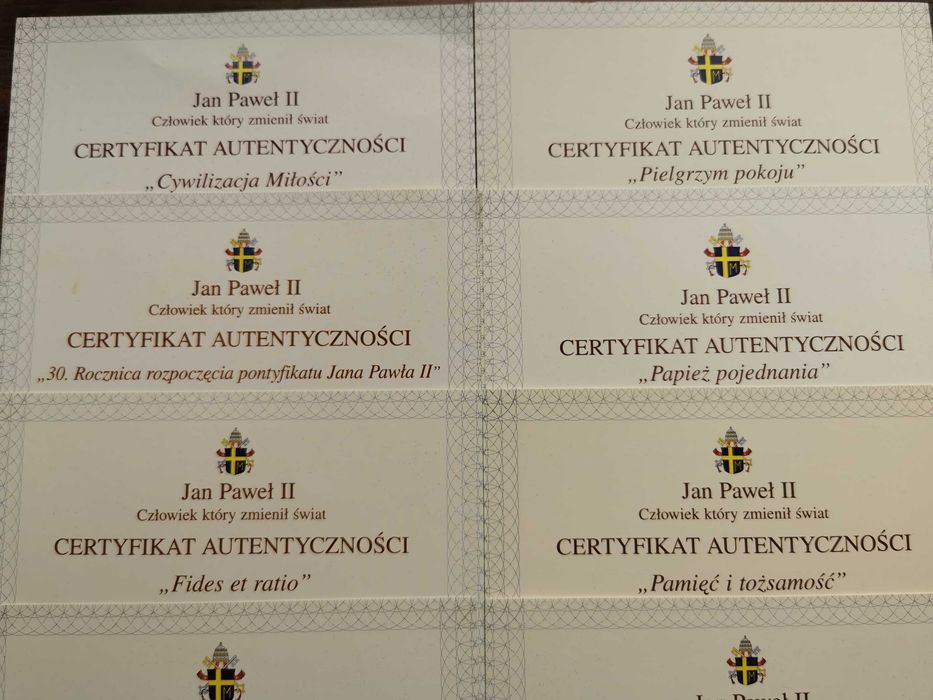 Jan Paweł II
Człowiek który zmienił świat
CERTYFIKAT AUTENTYCZNOŚCI
„Cywilizacja Miłości”
Jan Paweł II
Człowiek który zmienił świat
CERTYFIKAT AUTENTYCZNOŚCI
„Pielgrzym pokoju”
Jan Paweł II
Człowiek który zmienił świat
CERTYFIKAT AUTENTYCZNOŚCI
„30. Rocznica rozpoczęcia pontyfikatu Jana Pawła II”
Jan Paweł II
Człowiek który zmienił świat
CERTYFIKAT AUTENTYCZNOŚCI
„Papież pojednania”
Jan Paweł II
Człowiek który zmienił świat
CERTYFIKAT AUTENTYCZNOŚCI
„Fides et ratio”
Jan Paweł II
Człowiek który zmienił świat
CERTYFIKAT AUTENTYCZNOŚCI
„Pamięć i tożsamość”
Jan Paweł II